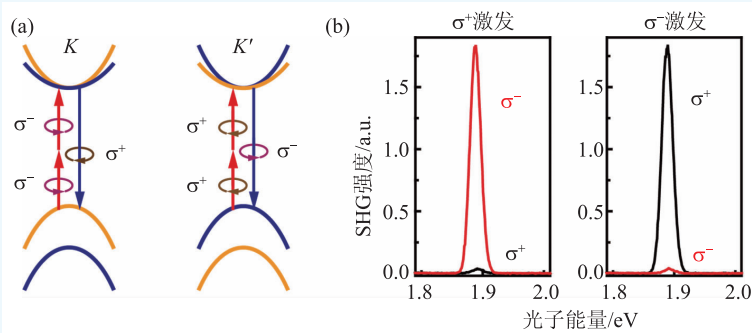 (a)
K
K′
σ⁻
σ⁻
σ⁺
σ⁺
σ⁺
σ⁻
(b)
σ⁺激发
σ⁻激发
SHG强度/a.u.
1.5
1.0
0.5
0.0
σ⁻
σ⁺
σ⁺
σ⁻
1.8 1.9 2.0 1.8 1.9 2.0
光子能量/eV